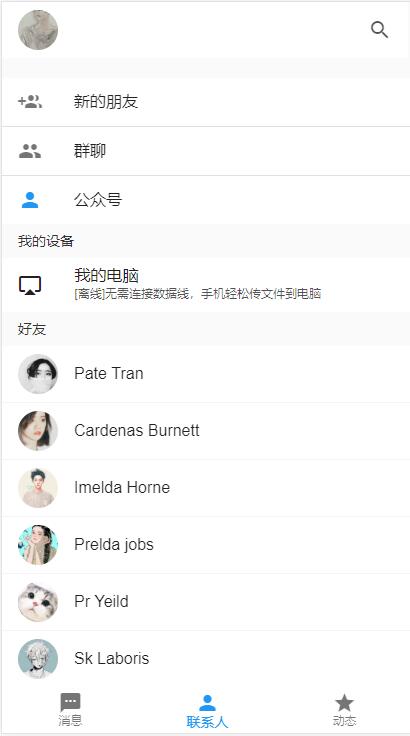 新的朋友
群聊
公众号
我的设备
我的电脑
[离线]无需连接数据线，手机轻松传文件到电脑
好友
Pate Tran
Cardenas Burnett
Imelda Horne
Prelda jobs
Pr Yeild
Sk Laboris
消息
联系人
动态